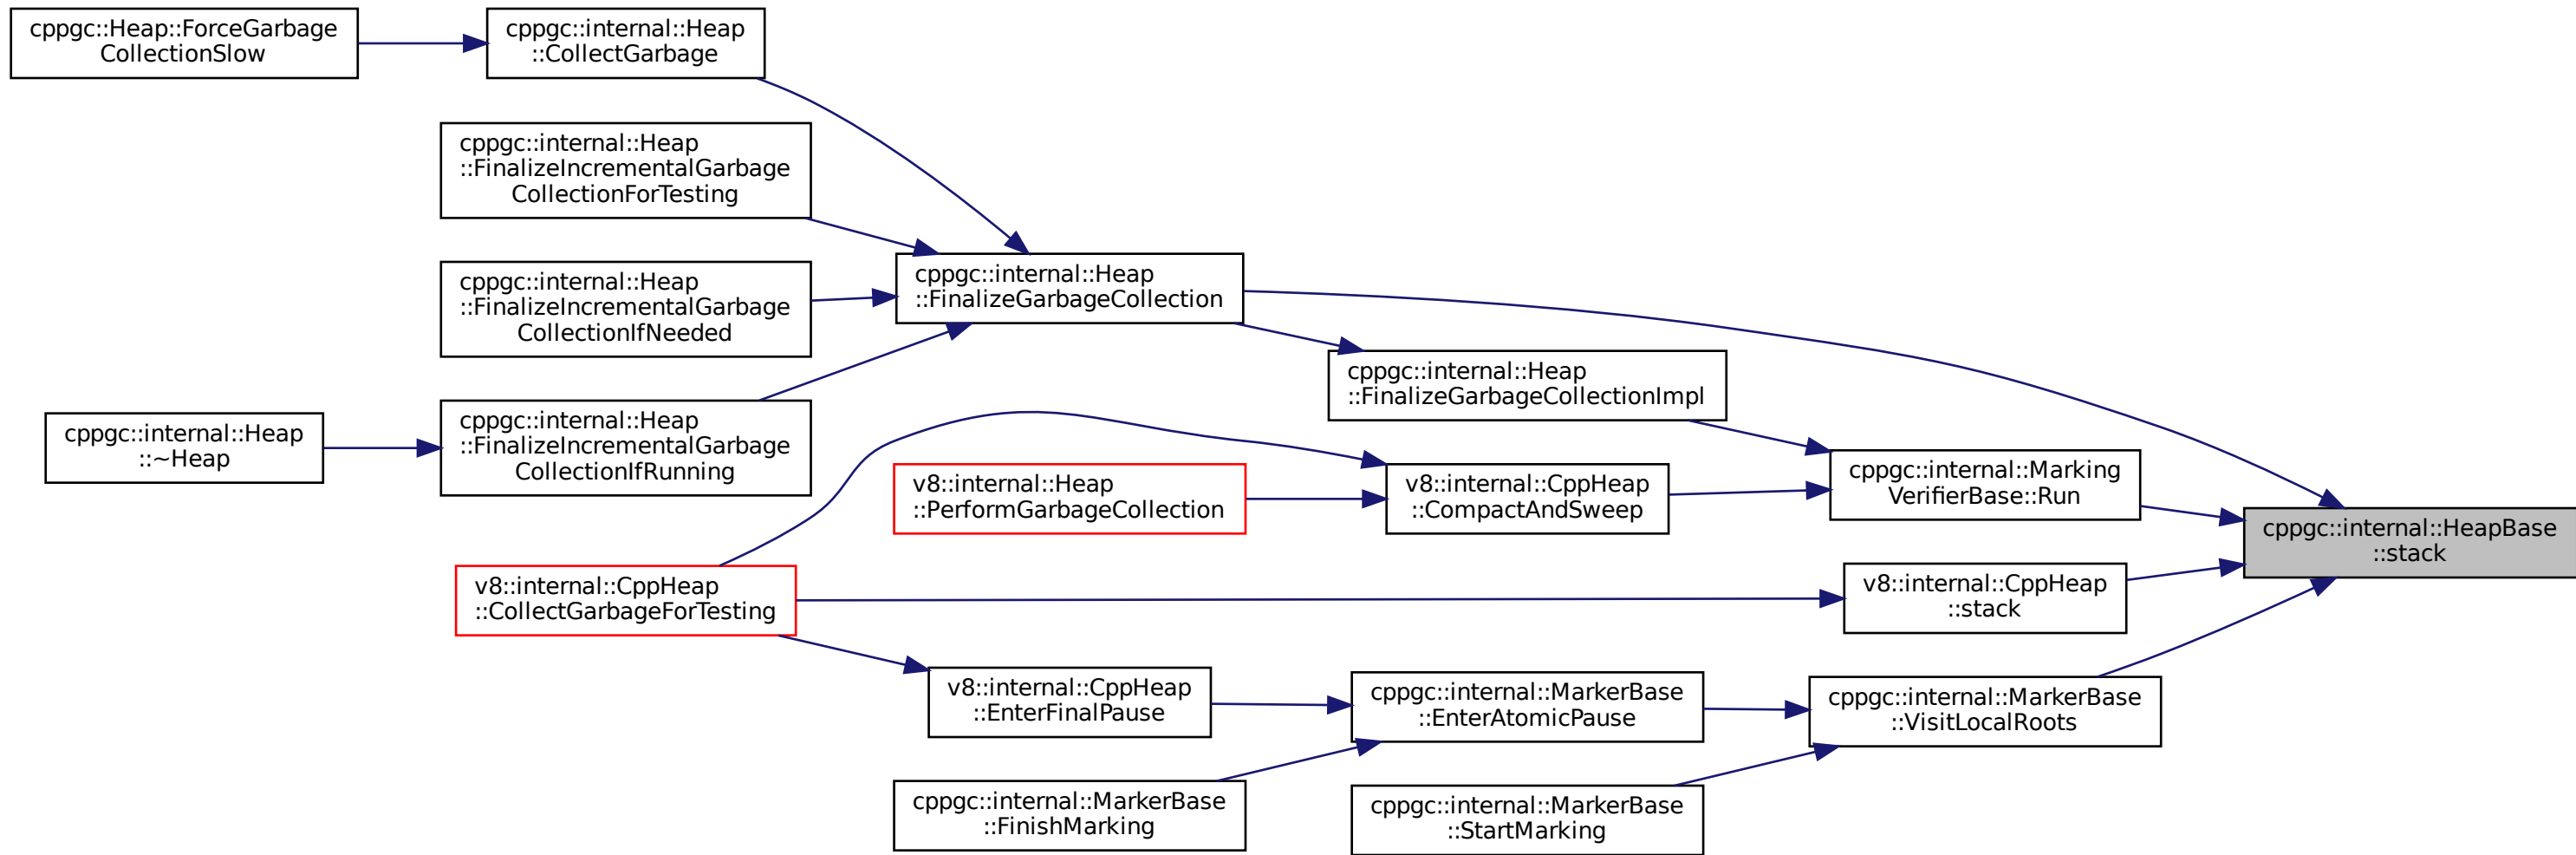 cppgc::Heap::ForceGarbage
CollectionSlow
cppgc::internal::Heap
::CollectGarbage
cppgc::internal::Heap
::FinalizeIncrementalGarbage
CollectionForTesting
cppgc::internal::Heap
::FinalizeIncrementalGarbage
CollectionIfNeeded
cppgc::internal::Heap
::FinalizeGarbageCollection
cppgc::internal::Heap
::FinalizeGarbageCollectionImpl
cppgc::internal::Heap
::~Heap
cppgc::internal::Heap
::FinalizeIncrementalGarbage
CollectionIfRunning
v8::internal::Heap
::PerformGarbageCollection
v8::internal::CppHeap
::CompactAndSweep
cppgc::internal::Marking
VerifierBase::Run
cppgc::internal::HeapBase
::stack
v8::internal::CppHeap
::CollectGarbageForTesting
v8::internal::CppHeap
::stack
v8::internal::CppHeap
::EnterFinalPause
cppgc::internal::MarkerBase
::EnterAtomicPause
cppgc::internal::MarkerBase
::VisitLocalRoots
cppgc::internal::MarkerBase
::FinishMarking
cppgc::internal::MarkerBase
::StartMarking